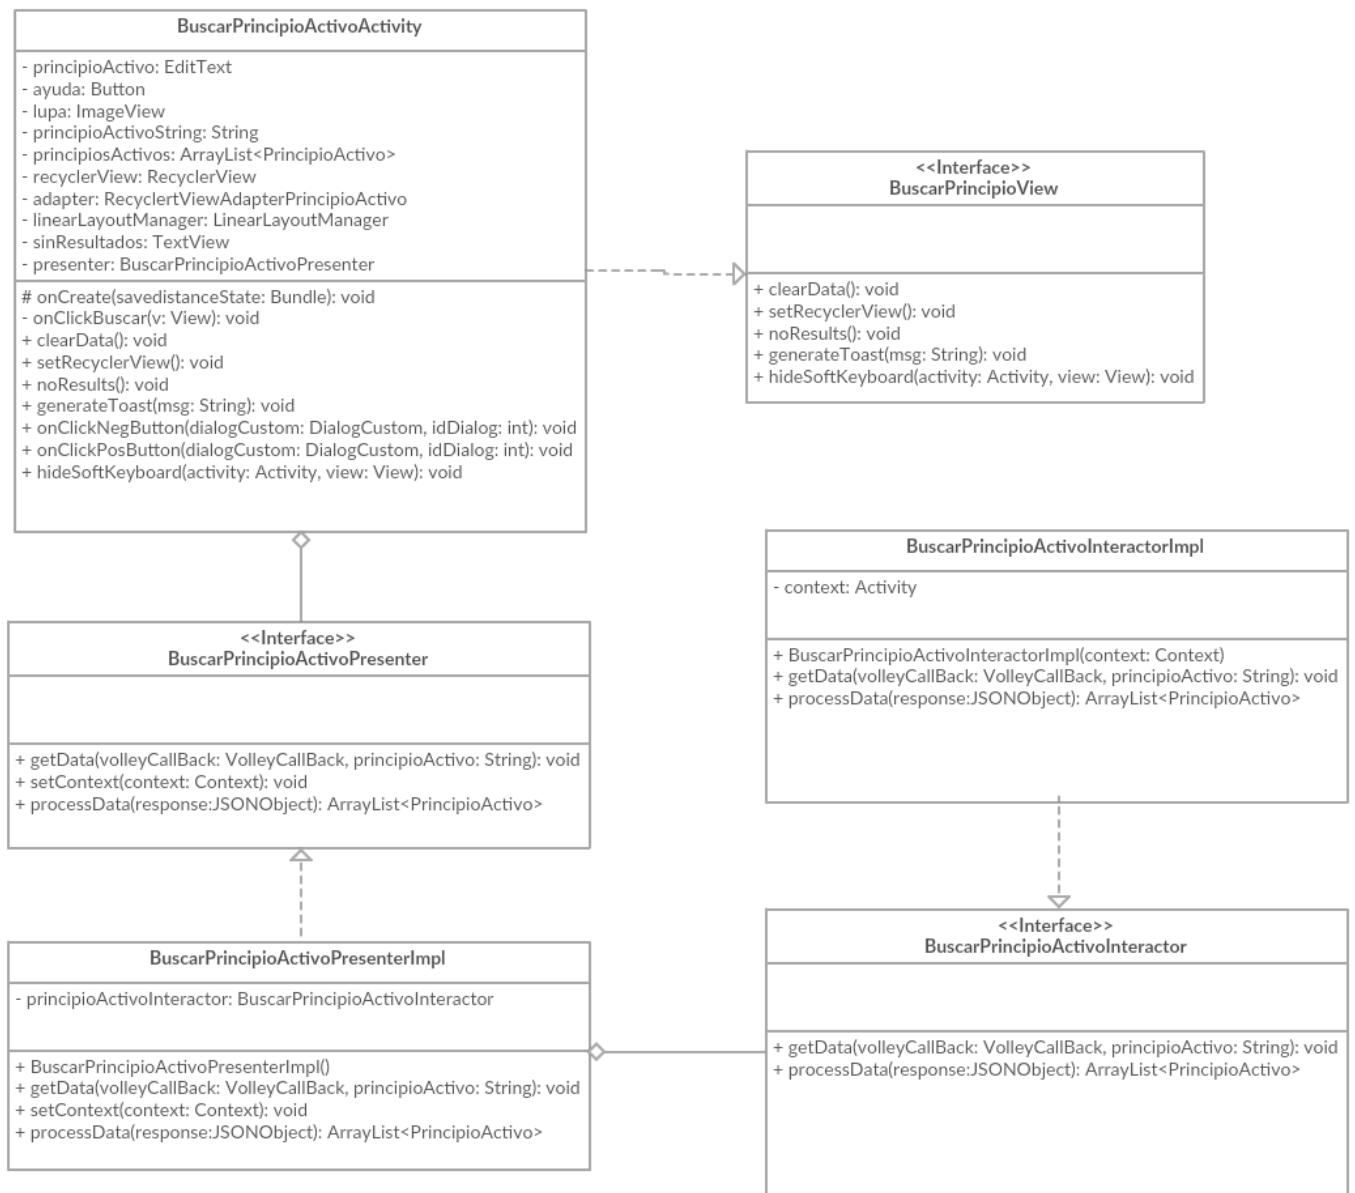 BuscarPrincipioActivoActivity
- principioActivo: EditText
- ayuda: Button
- lupa: ImageView
- principioActivoString: String
- principiosActivos: ArrayList<PrincipioActivo>
- recyclerView: RecyclerView
- adapter: RecyclertViewAdapterPrincipioActivo
- linearLayoutManager: LinearLayoutManager
- sinResultados: TextView
- presenter: BuscarPrincipioActivoPresenter
# onCreate(savedistanceState: Bundle): void
- onClickBuscar(v: View): void
+ clearData(): void
+ setRecyclerView(): void
+ noResults(): void
+ generateToast(msg: String): void
+ onClickNegButton(dialogCustom: DialogCustom, idDialog: int): void
+ onClickPosButton(dialogCustom: DialogCustom, idDialog: int): void
+ hideSoftKeyboard(activity: Activity, view: View): void
<<Interface>>
BuscarPrincipioView
+ clearData(): void
+ setRecyclerView(): void
+ noResults(): void
+ generateToast(msg: String): void
+ hideSoftKeyboard(activity: Activity, view: View): void
<<Interface>>
BuscarPrincipioActivoPresenter
+ getData(volleyCallBack: VolleyCallBack, principioActivo: String): void
+ setContext(context: Context): void
+ processData(response:JSONObject): ArrayList<PrincipioActivo>
BuscarPrincipioActivoInteractorImpl
- context: Activity
+ BuscarPrincipioActivoInteractorImpl(context: Context)
+ getData(volleyCallBack: VolleyCallBack, principioActivo: String): void
+ processData(response:JSONObject): ArrayList<PrincipioActivo>
BuscarPrincipioActivoPresenterImpl
- principioActivoInteractor: BuscarPrincipioActivoInteractor
+ BuscarPrincipioActivoPresenterImpl()
+ getData(volleyCallBack: VolleyCallBack, principioActivo: String): void
+ setContext(context: Context): void
+ processData(response:JSONObject): ArrayList<PrincipioActivo>
<<Interface>>
BuscarPrincipioActivoInteractor
+ getData(volleyCallBack: VolleyCallBack, principioActivo: String): void
+ processData(response:JSONObject): ArrayList<PrincipioActivo>